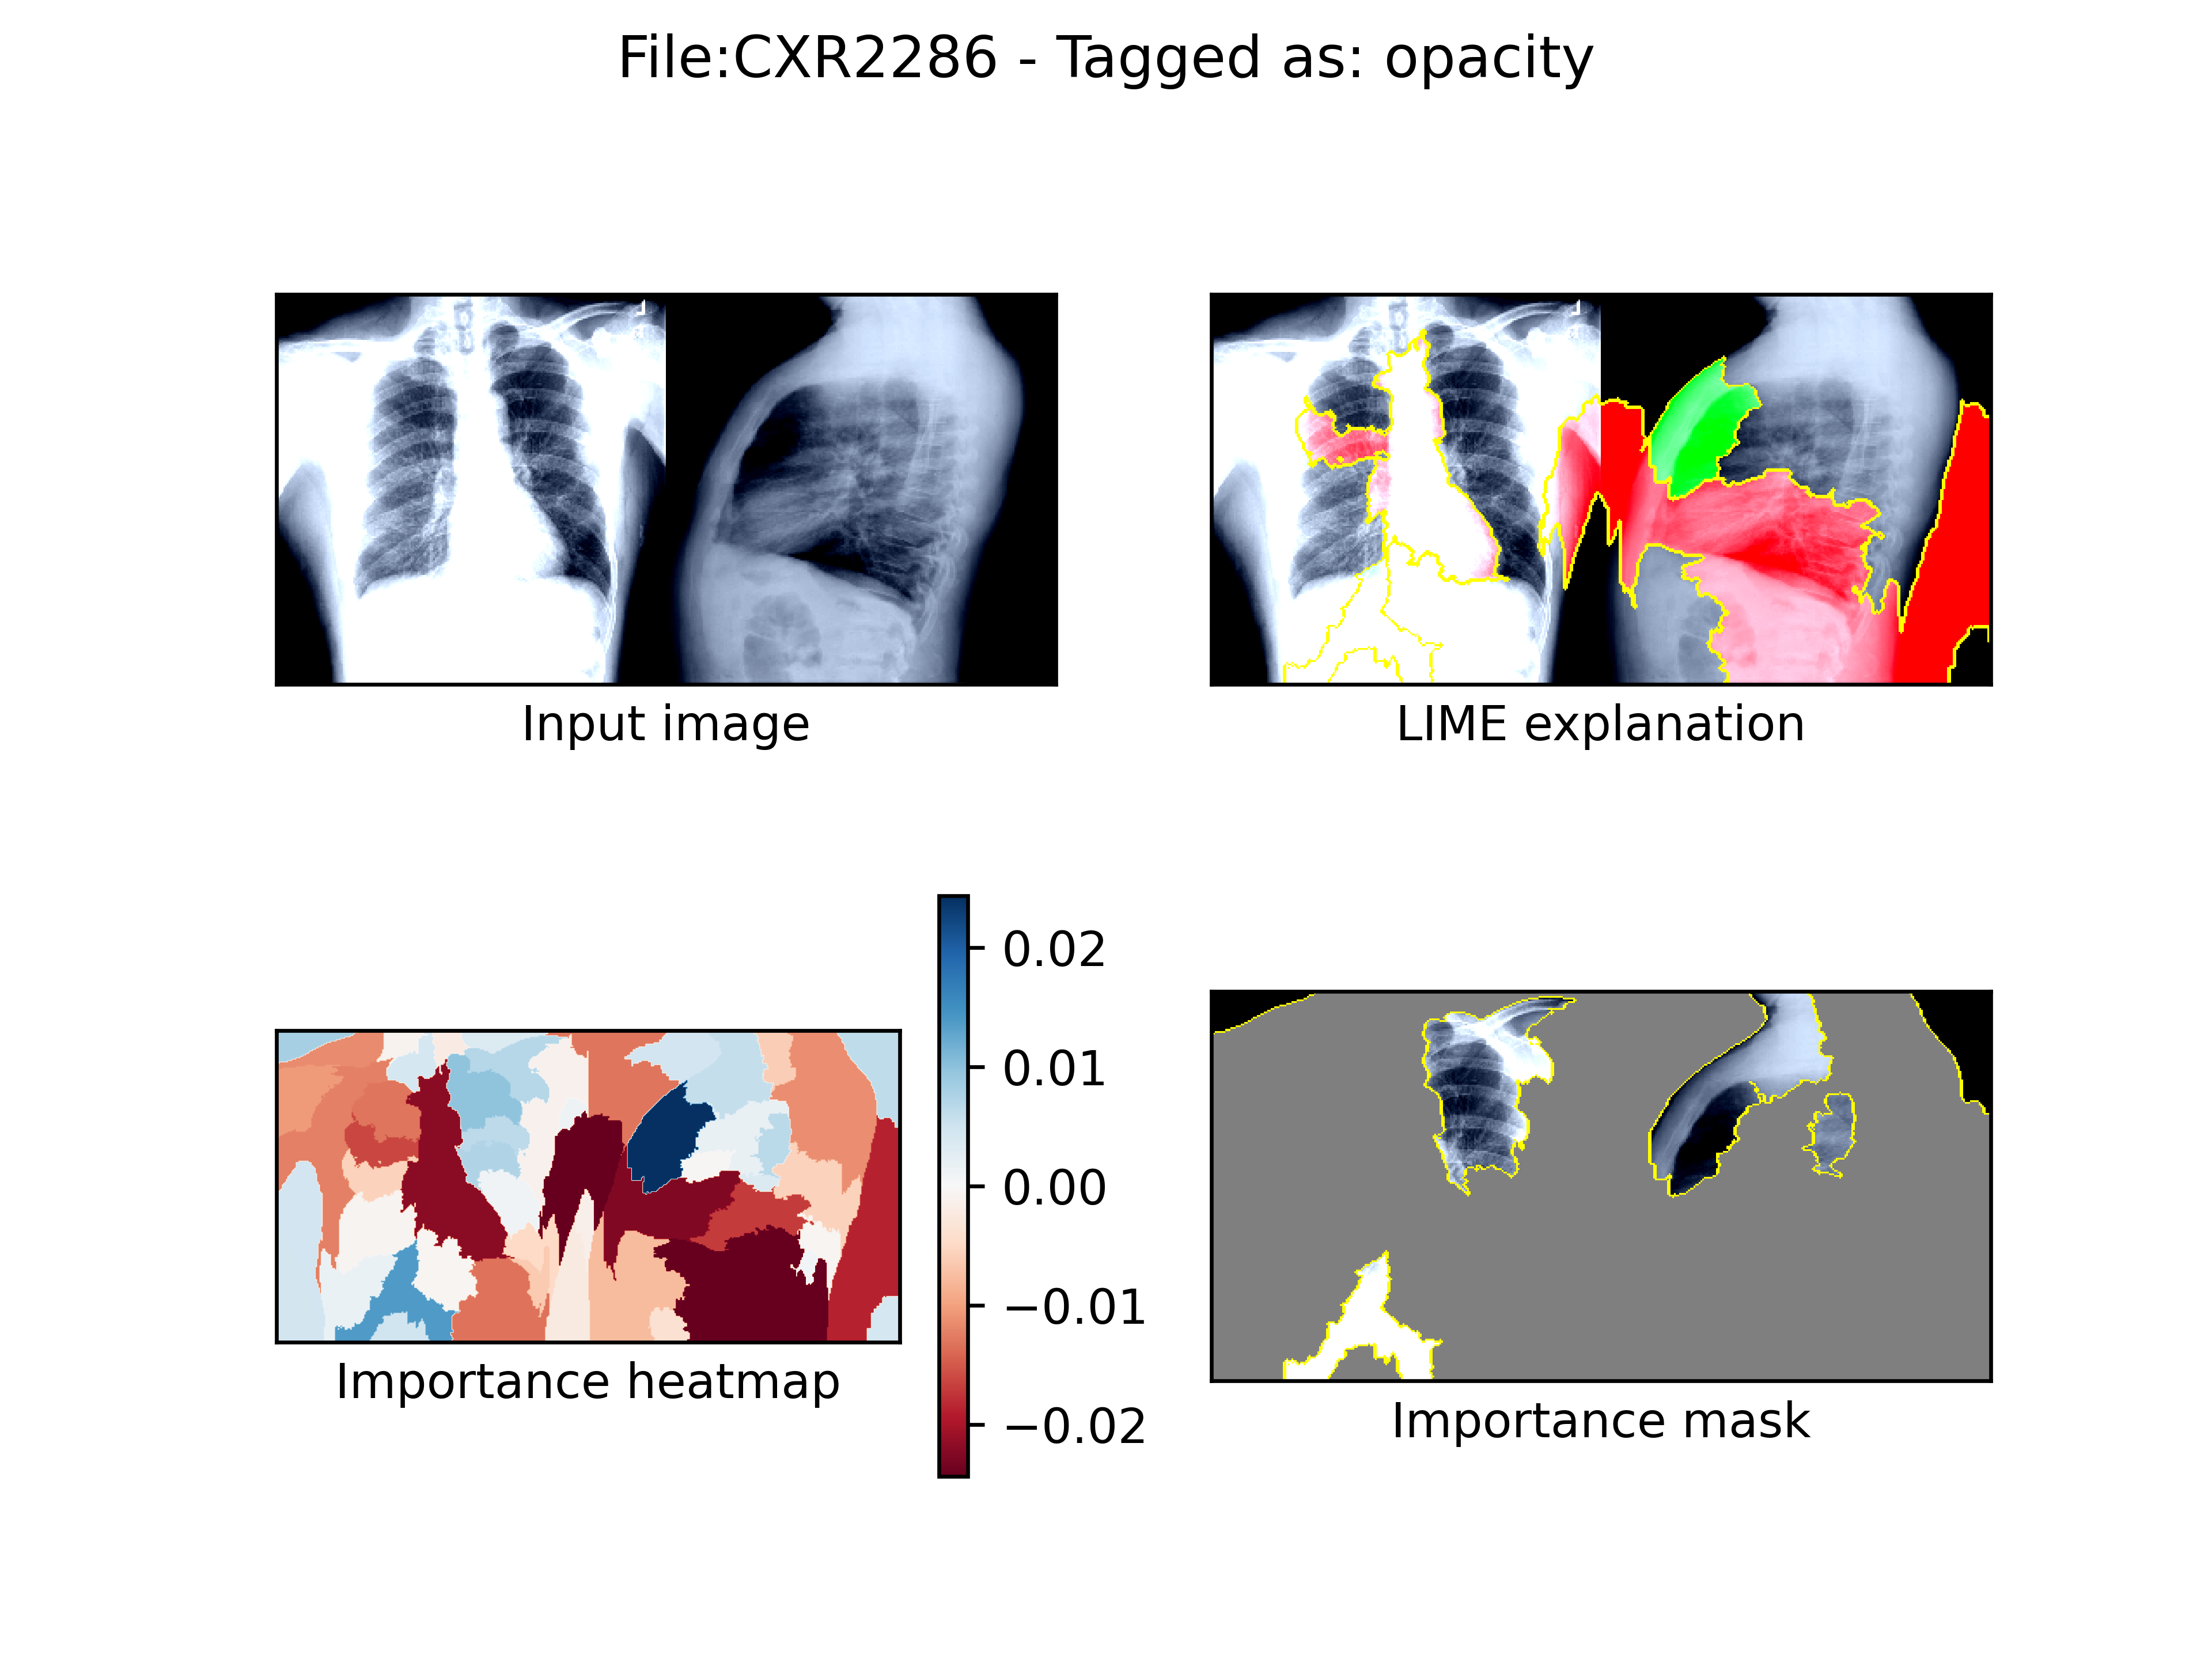 File:CXR2286 - Tagged as: opacity
Input image
LIME explanation
0.02
0.01
0.00
−0.01
−0.02
Importance heatmap
Importance mask